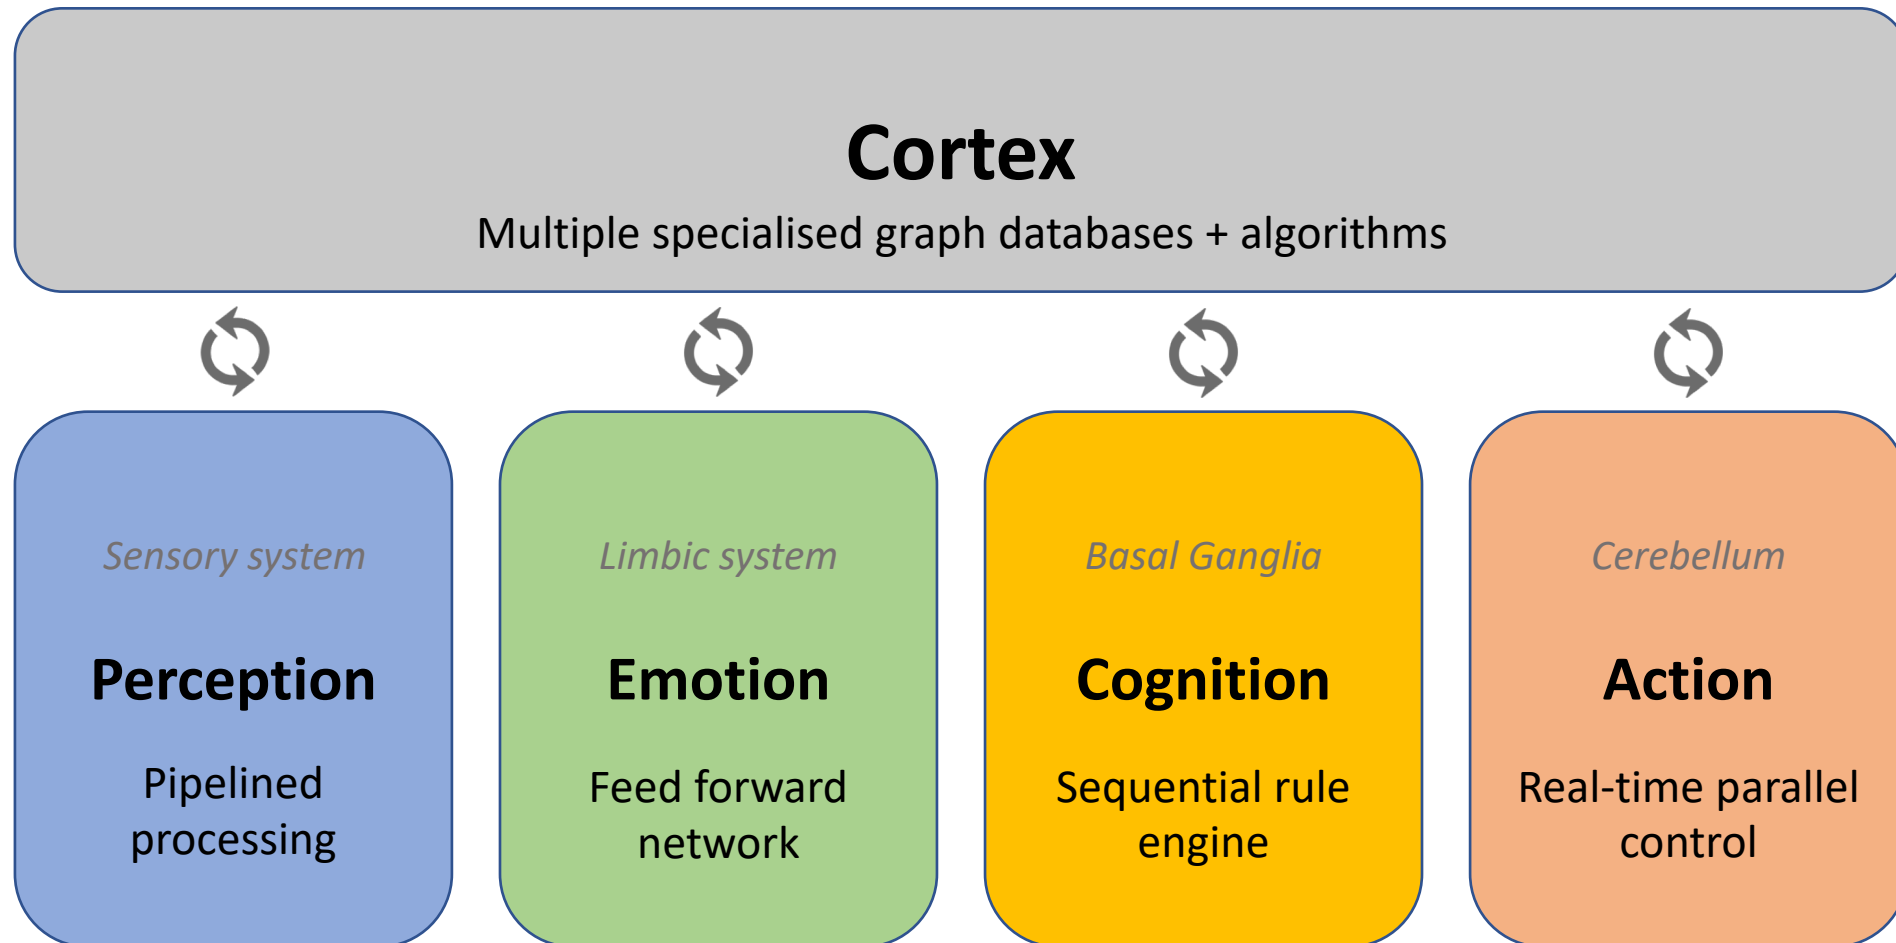 Cortex
Multiple specialised graph databases + algorithms
Sensory system
Perception
Pipelined
processing
Limbic system
Emotion
Feed forward
network
Basal Ganglia
Cognition
Sequential rule
engine
Cerebellum
Action
Real-time parallel
control